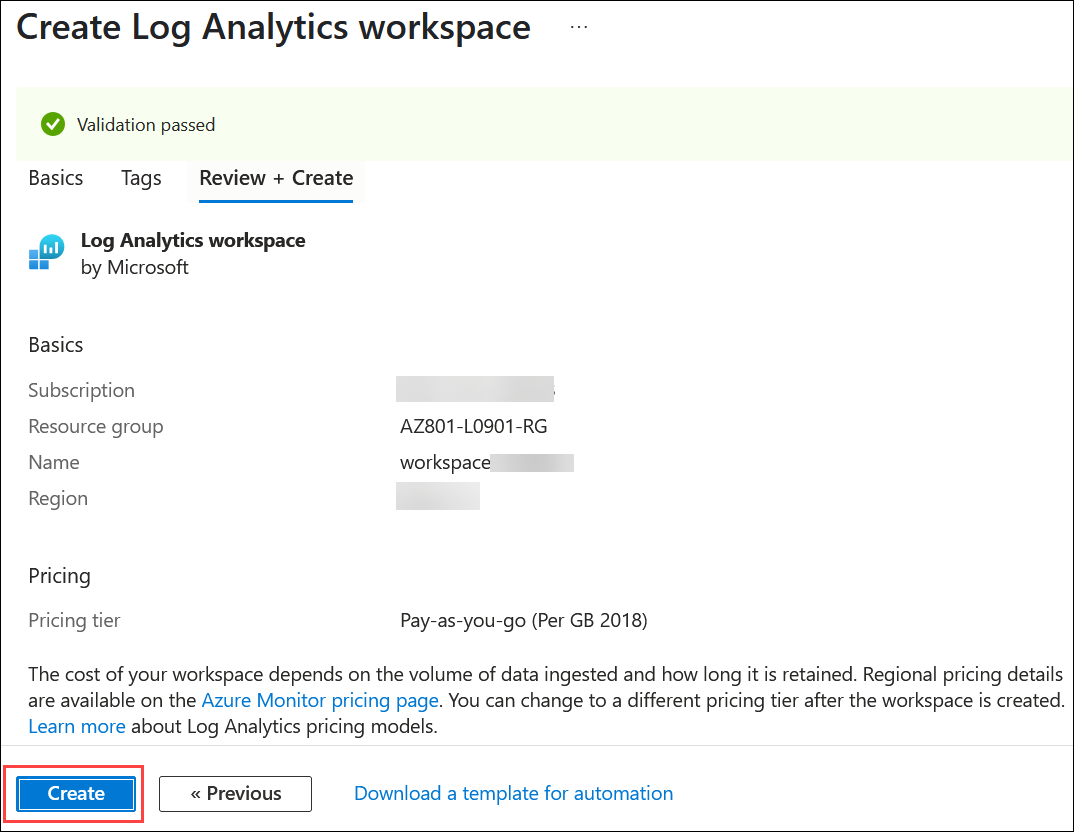 Create Log Analytics workspace ...
Validation passed
Basics Tags Review + Create
Log Analytics workspace
by Microsoft
Basics
Subscription
Resource group AZ801-L0901-RG
Name workspace
Region
Pricing
Pricing tier Pay-as-you-go (Per GB 2018)
The cost of your workspace depends on the volume of data ingested and how long it is retained. Regional pricing details
are available on the Azure Monitor pricing page. You can change to a different pricing tier after the workspace is created.
Learn more about Log Analytics pricing models.
Create « Previous Download a template for automation